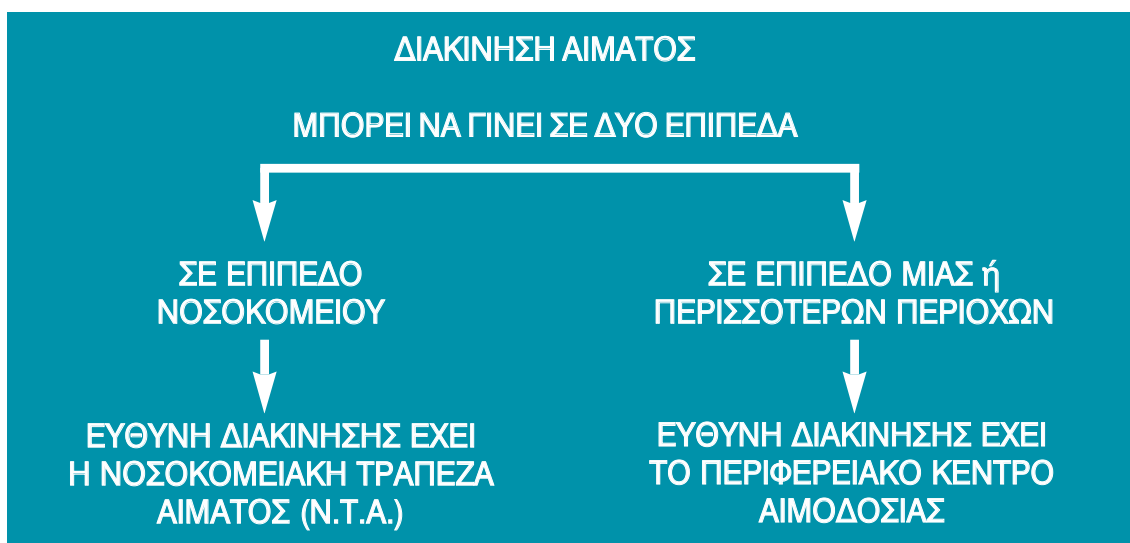 ΔΙΑΚΙΝΗΣΗ ΑΙΜΑΤΟΣ
ΜΠΟΡΕΙ ΝΑ ΓΙΝΕΙ ΣΕ ΔΥΟ ΕΠΙΠΕΔΑ
ΣΕ ΕΠΙΠΕΔΟ
ΝΟΣΟΚΟΜΕΙΟΥ
ΕΥΘΥΝΗ ΔΙΑΚΙΝΗΣΗΣ ΕΧΕΙ
Η ΝΟΣΟΚΟΜΕΙΑΚΗ ΤΡΑΠΕΖΑ
ΑΙΜΑΤΟΣ (Ν.Τ.Α.)
ΣΕ ΕΠΙΠΕΔΟ ΜΙΑΣ ή
ΠΕΡΙΣΣΟΤΕΡΩΝ ΠΕΡΙΟΧΩΝ
ΕΥΘΥΝΗ ΔΙΑΚΙΝΗΣΗΣ ΕΧΕΙ
ΤΟ ΠΕΡΙΦΕΡΕΙΑΚΟ ΚΕΝΤΡΟ
ΑΙΜΟΔΟΣΙΑΣ